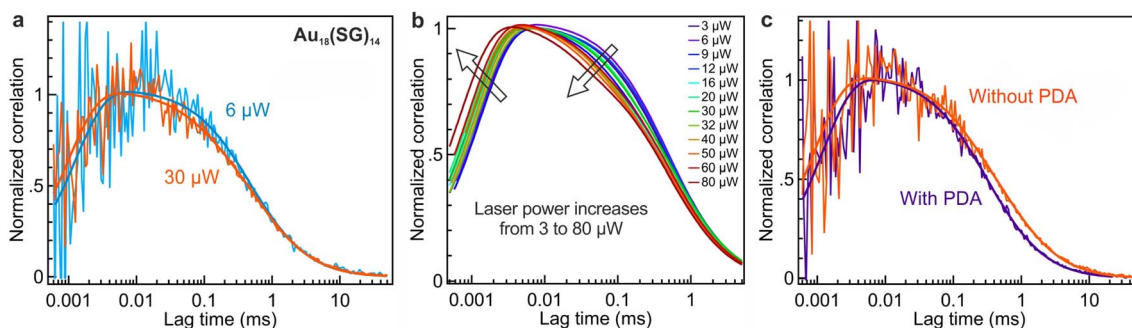 a
Au18(SG)14
Normalized correlation
1
.5
0
6 µW
30 µW
0.001 0.01 0.1 1 10
Lag time (ms)
b
Normalized correlation
1
.5
0
3 µW
6 µW
9 µW
12 µW
16 µW
20 µW
30 µW
32 µW
40 µW
50 µW
60 µW
80 µW
Laser power increases
from 3 to 80 µW
0.001 0.01 0.1 1
Lag time (ms)
c
Normalized correlation
1
.5
0
Without PDA
With PDA
0.001 0.01 0.1 1 10
Lag time (ms)